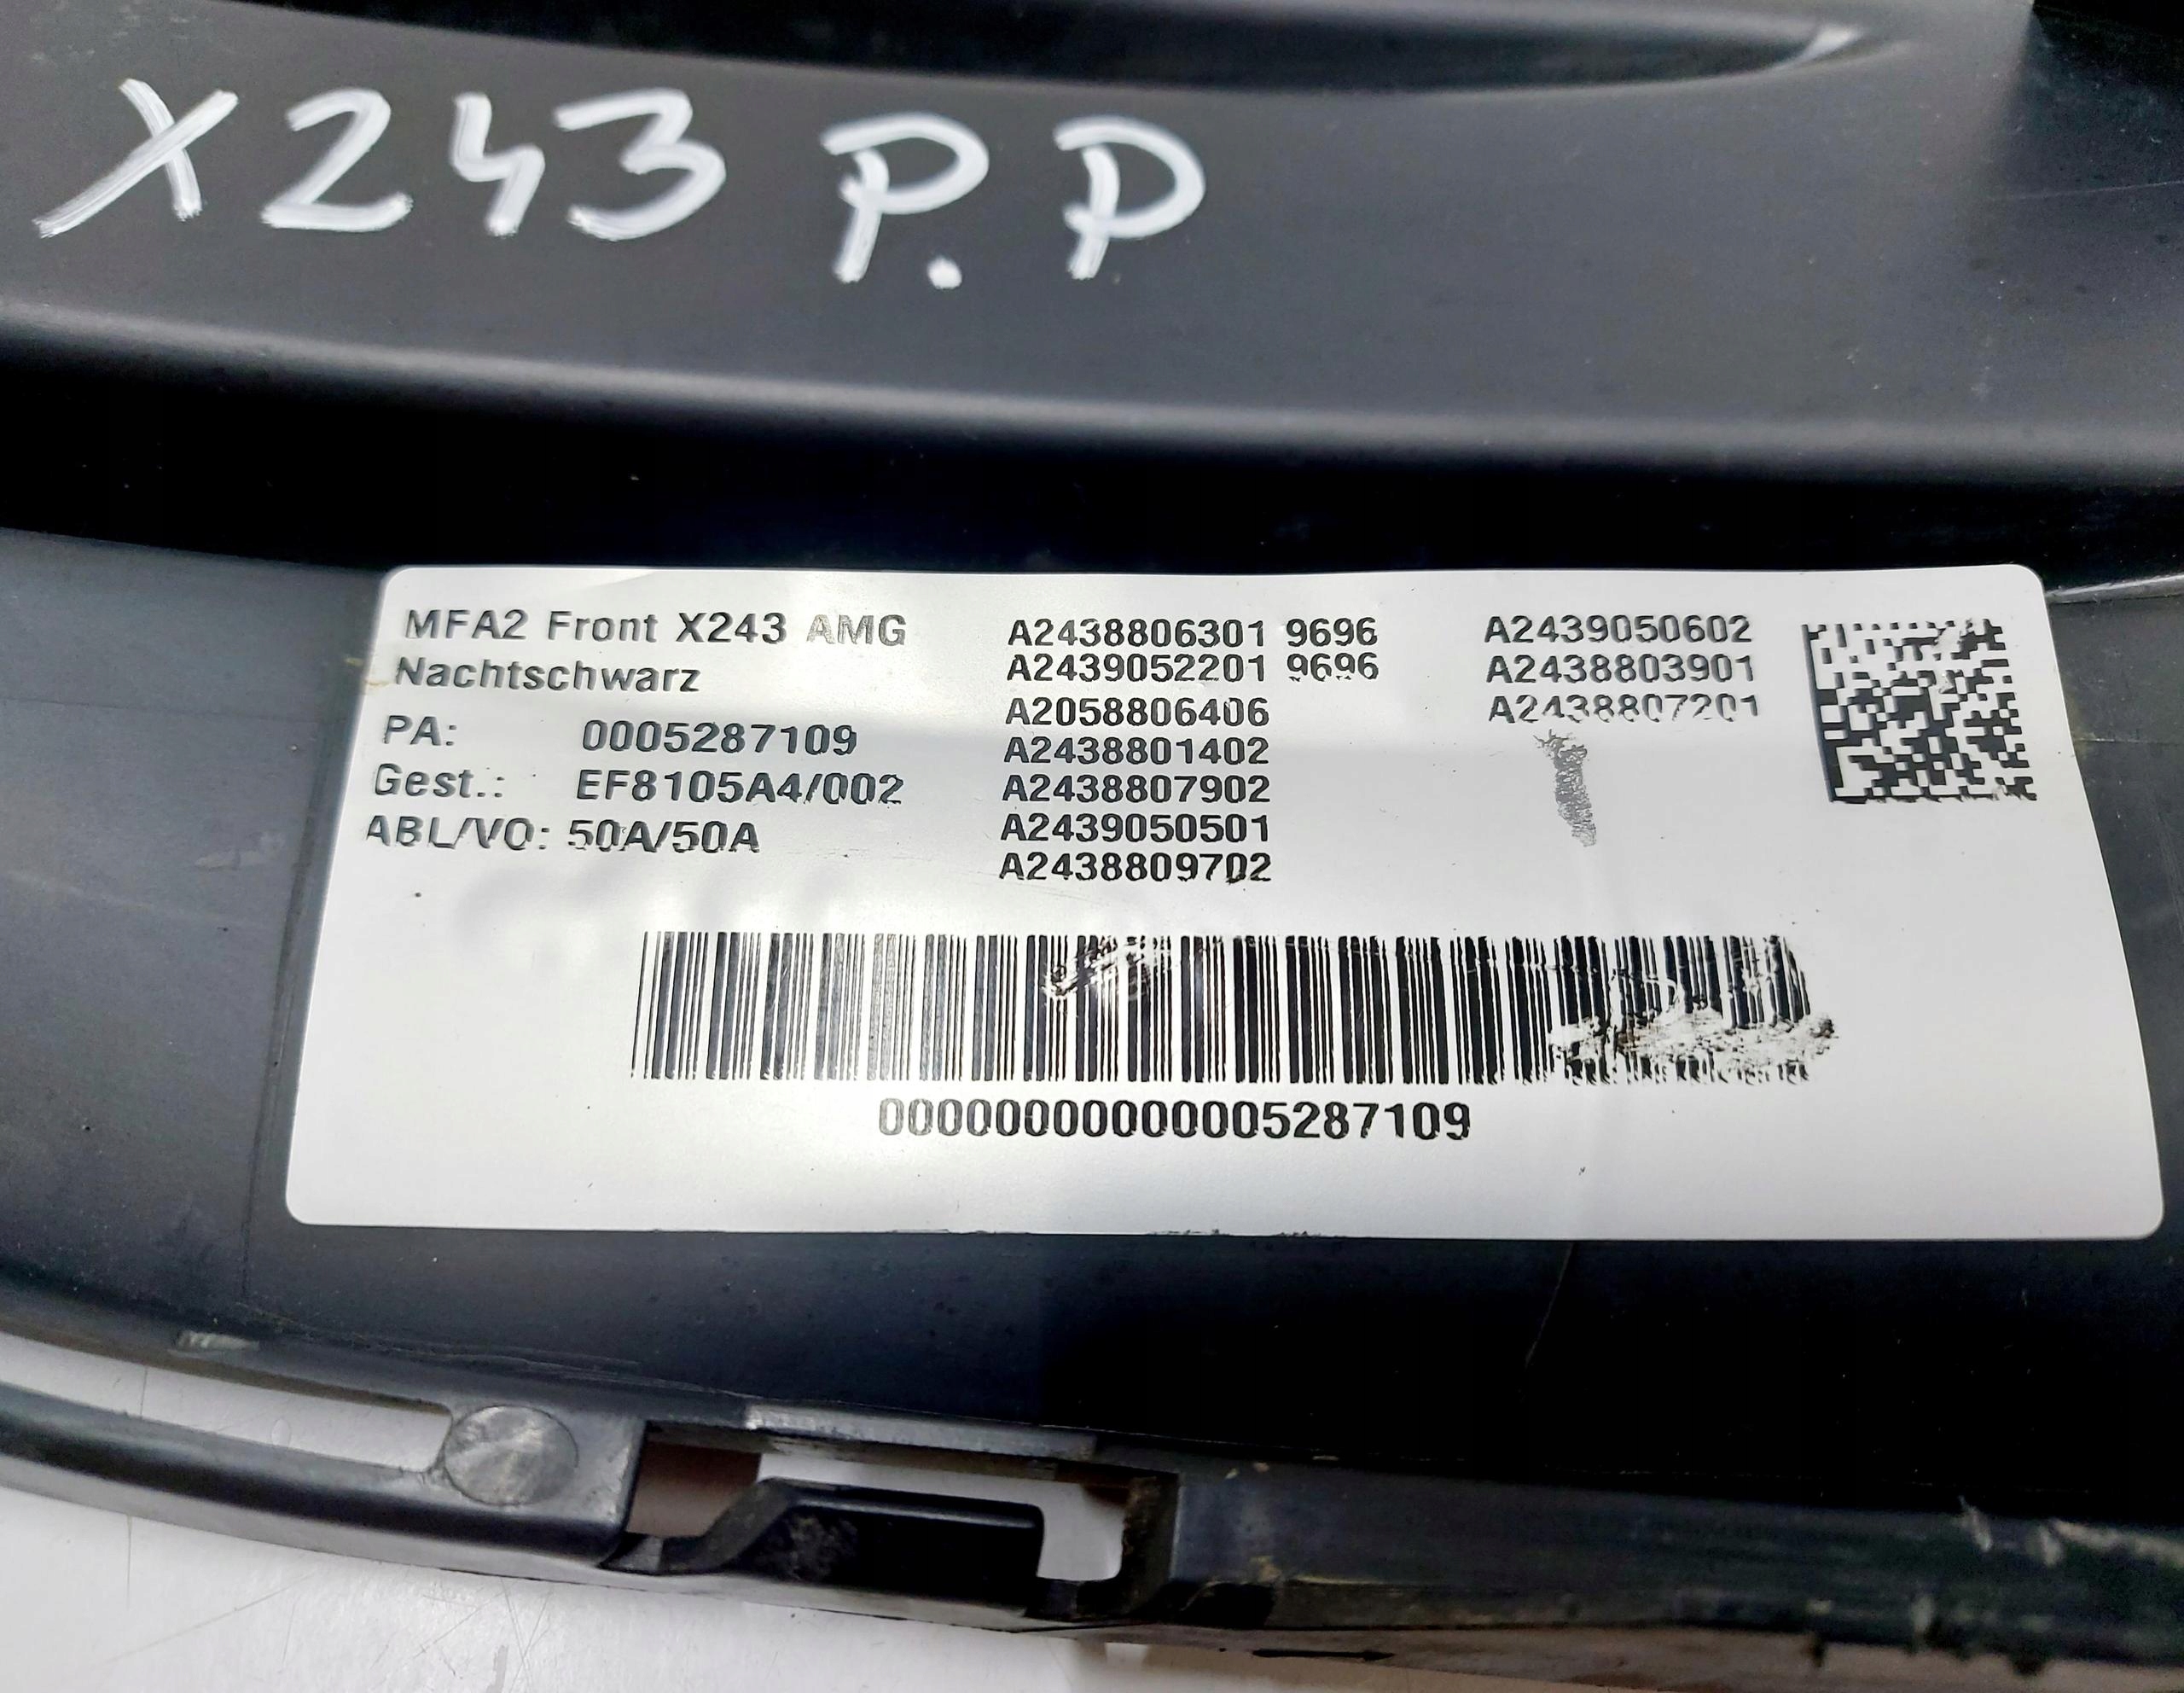 X243 P.P
MFA2 Front X243 AMG
Nachtschwarz
PA: 0005287109
Gest.: EF8105A4/002
ABL/VO: 50A/50A
A2438806301 9696
A2439052201 9696
A2058806406
A2438801402
A2438807902
A2439050501
A2438809702
A2439050602
A2438803901
A2438807201
00000000000005287109